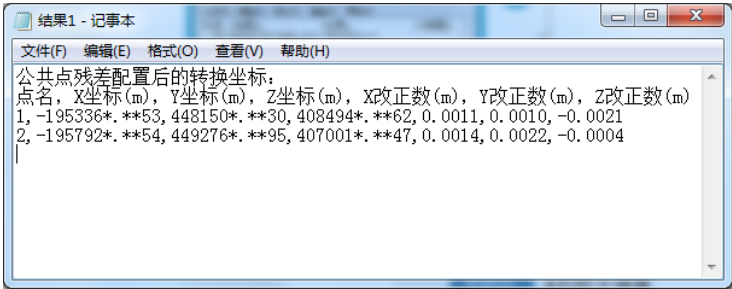 结果1 - 记事本
文件(F) 编辑(E) 格式(O) 查看(V) 帮助(H)
公共点残差配置后的转换坐标:
点名, X坐标(m), Y坐标(m), Z坐标(m), X改正数(m), Y改正数(m), Z改正数(m)
1,-195336*.**53,448150*.**30,408494*.**62,0.0011,0.0010,-0.0021
2,-195792*.**54,449276*.**95,407001*.**47,0.0014,0.0022,-0.0004